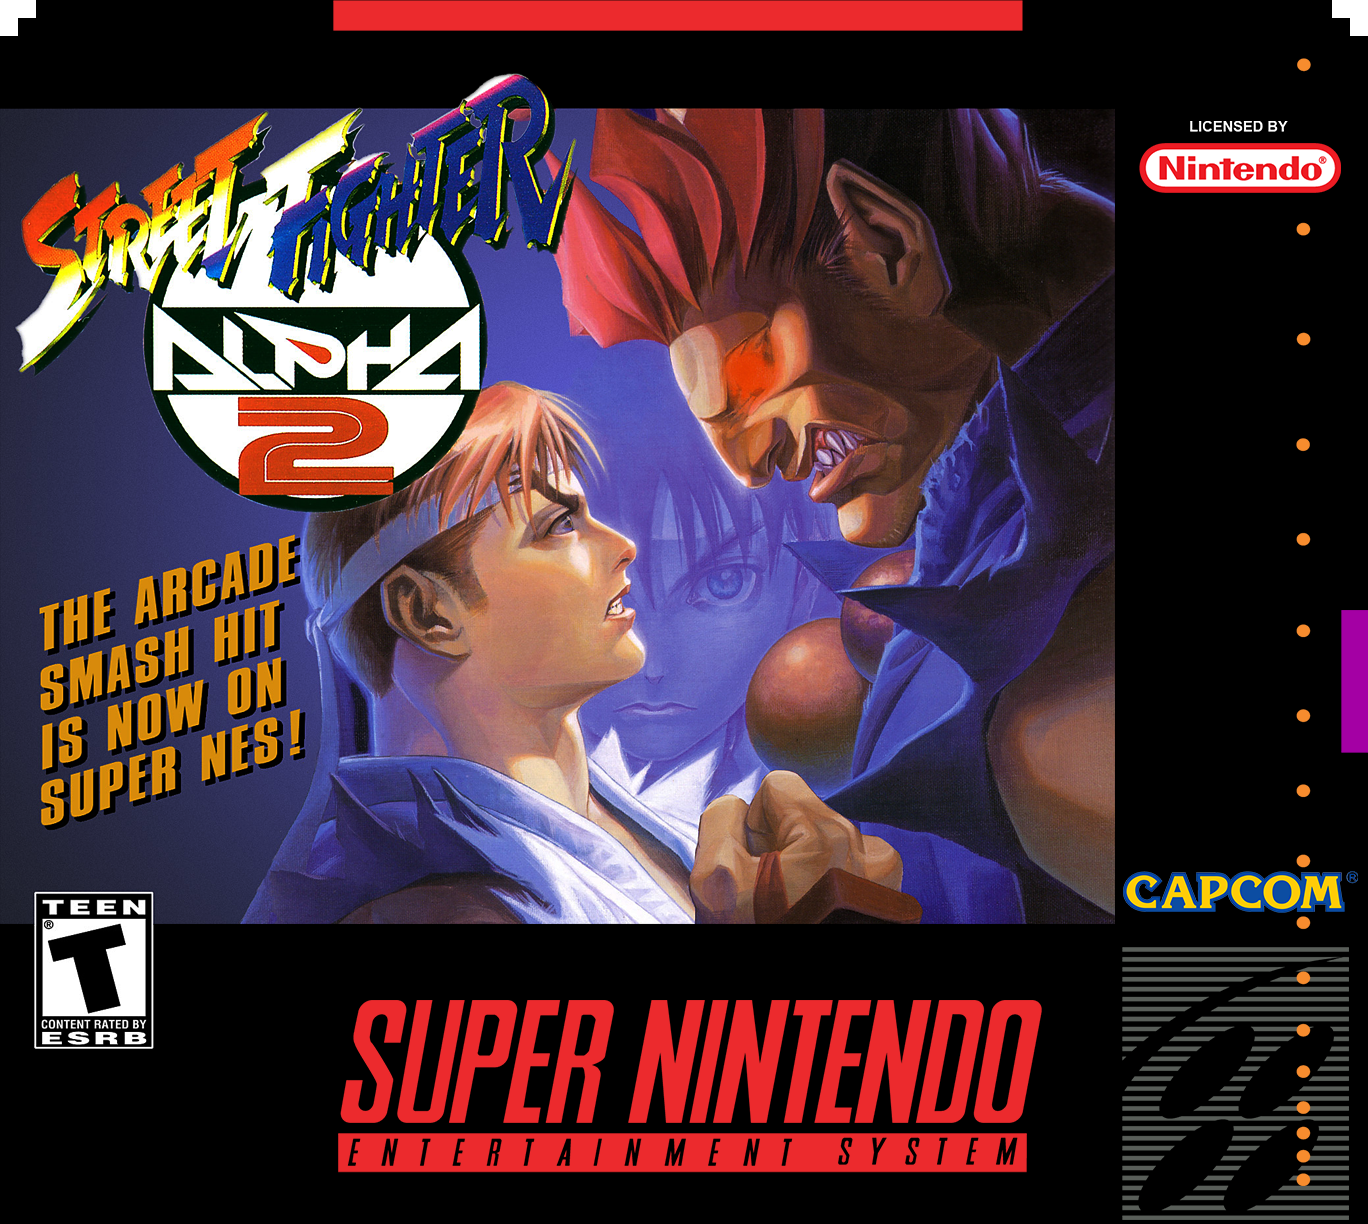 STREET FIGHTER
ALPHA
2
LICENSED BY
Nintendo®
THE ARCADE
SMASH HIT
IS NOW ON
SUPER NES!
CAPCOM®
TEEN
®
T
CONTENT RATED BY
ESRB
SUPER NINTENDO
ENTERTAINMENT SYSTEM